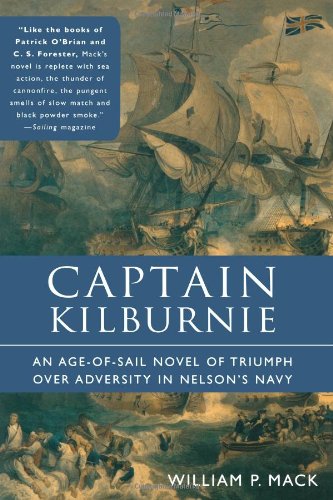 "Like the books of
Patrick O'Brian and
C. S. Forester, Mack's
novel is replete with sea
action, the thunder of
cannonfire, the pungent
smells of slow match and
black powder smoke."
—Sailing magazine
CAPTAIN
KILBURNIE
AN AGE-OF-SAIL NOVEL OF TRIUMPH
OVER ADVERSITY IN NELSON'S NAVY
WILLIAM P. MACK